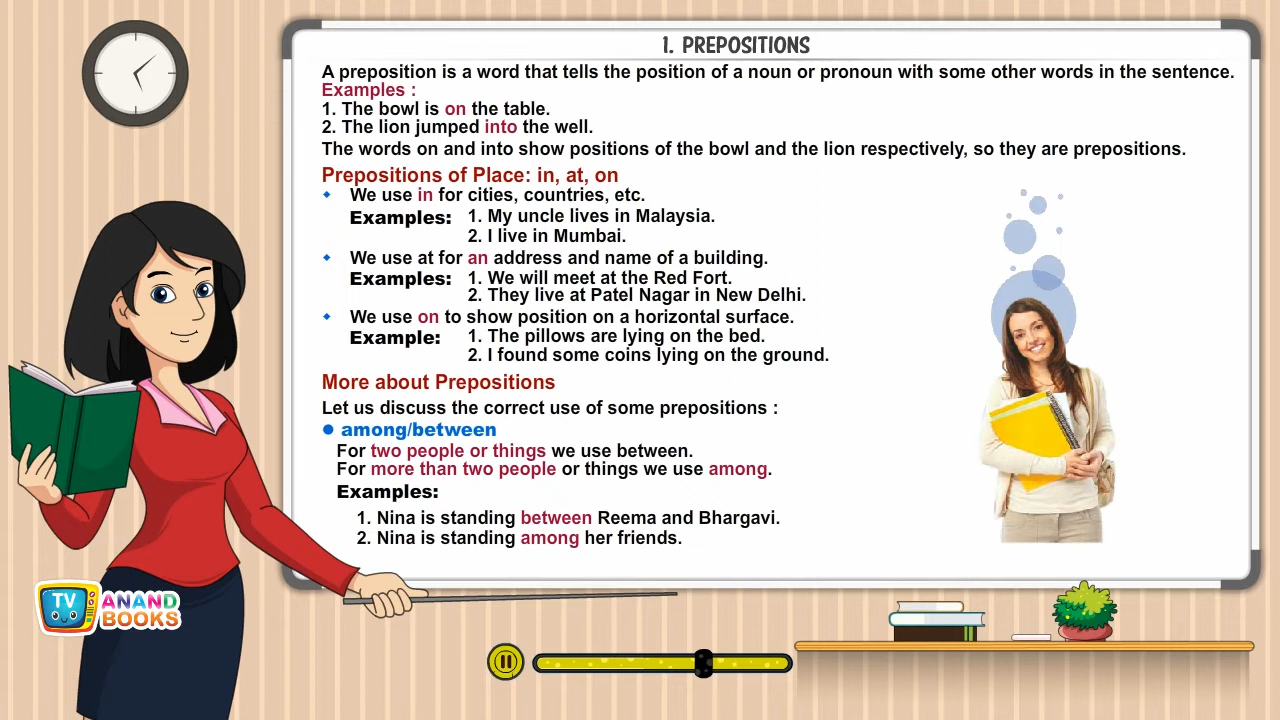 1. PREPOSITIONS
A preposition is a word that tells the position of a noun or pronoun with some other words in the sentence.
Examples :
1. The bowl is on the table.
2. The lion jumped into the well.
The words on and into show positions of the bowl and the lion respectively, so they are prepositions.
Prepositions of Place: in, at, on
We use in for cities, countries, etc.
Examples: 1. My uncle lives in Malaysia.
2. I live in Mumbai.
We use at for an address and name of a building.
Examples: 1. We will meet at the Red Fort.
2. They live at Patel Nagar in New Delhi.
We use on to show position on a horizontal surface.
Example: 1. The pillows are lying on the bed.
2. I found some coins lying on the ground.
More about Prepositions
Let us discuss the correct use of some prepositions :
among/between
For two people or things we use between.
For more than two people or things we use among.
Examples:
1. Nina is standing between Reema and Bhargavi.
2. Nina is standing among her friends.
TV ANAND
BOOKS